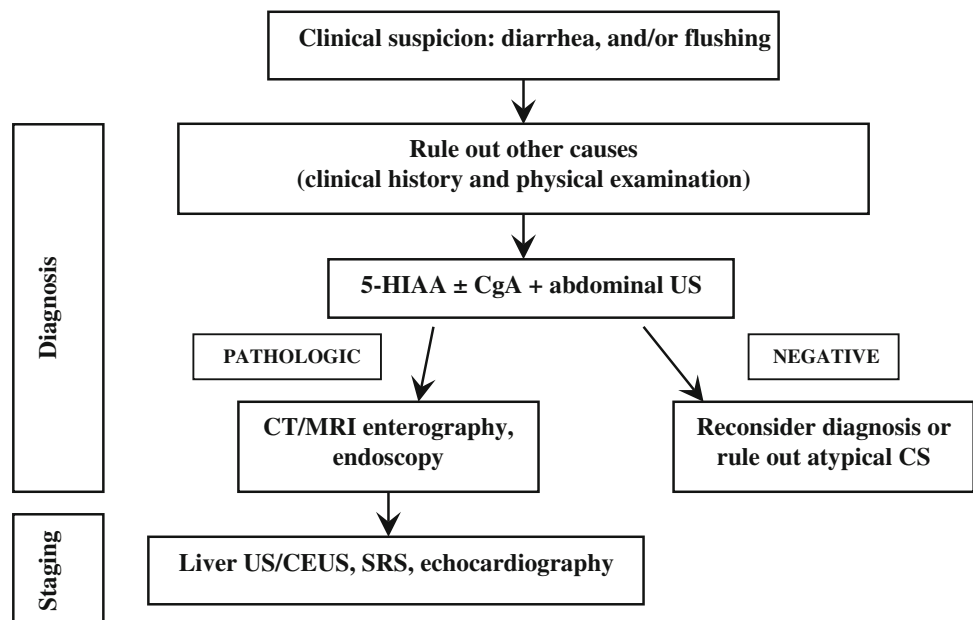 Clinical suspicion: diarrhea, and/or flushing
Diagnosis
Rule out other causes
(clinical history and physical examination)
5-HIAA ± CgA + abdominal US
PATHOLOGIC
NEGATIVE
CT/MRI enterography,
endoscopy
Reconsider diagnosis or
rule out atypical CS
Staging
Liver US/CEUS, SRS, echocardiography